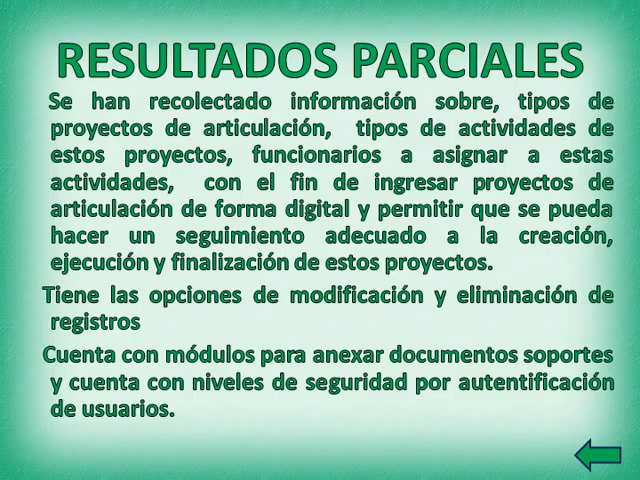 RESULTADOS PARCIALES
Se han recolectado información sobre, tipos de
proyectos de articulación, tipos de actividades de
estos proyectos, funcionarios a asignar a estas
actividades, con el fin de ingresar proyectos de
articulación de forma digital y permitir que se pueda
hacer un seguimiento adecuado a la creación,
ejecución y finalización de estos proyectos.
Tiene las opciones de modificación y eliminación de
registros
Cuenta con módulos para anexar documentos soportes
y cuenta con niveles de seguridad por autentificación
de usuarios.